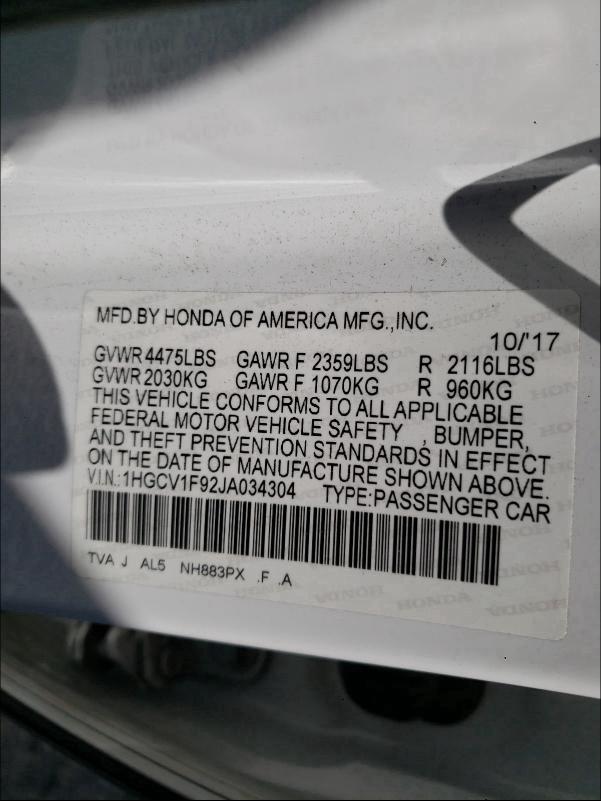 MFD.BY HONDA OF AMERICA MFG.,INC.
10/'17
GVWR 4475LBS GAWR F 2359LBS R 2116LBS
GVWR 2030KG GAWR F 1070KG R 960KG
THIS VEHICLE CONFORMS TO ALL APPLICABLE
FEDERAL MOTOR VEHICLE SAFETY , BUMPER,
AND THEFT PREVENTION STANDARDS IN EFFECT
ON THE DATE OF MANUFACTURE SHOWN ABOVE.
V.I.N.:1HGCV1F92JA034304 TYPE:PASSENGER CAR
TVA J AL5 NH883PX .F .A
HONDA